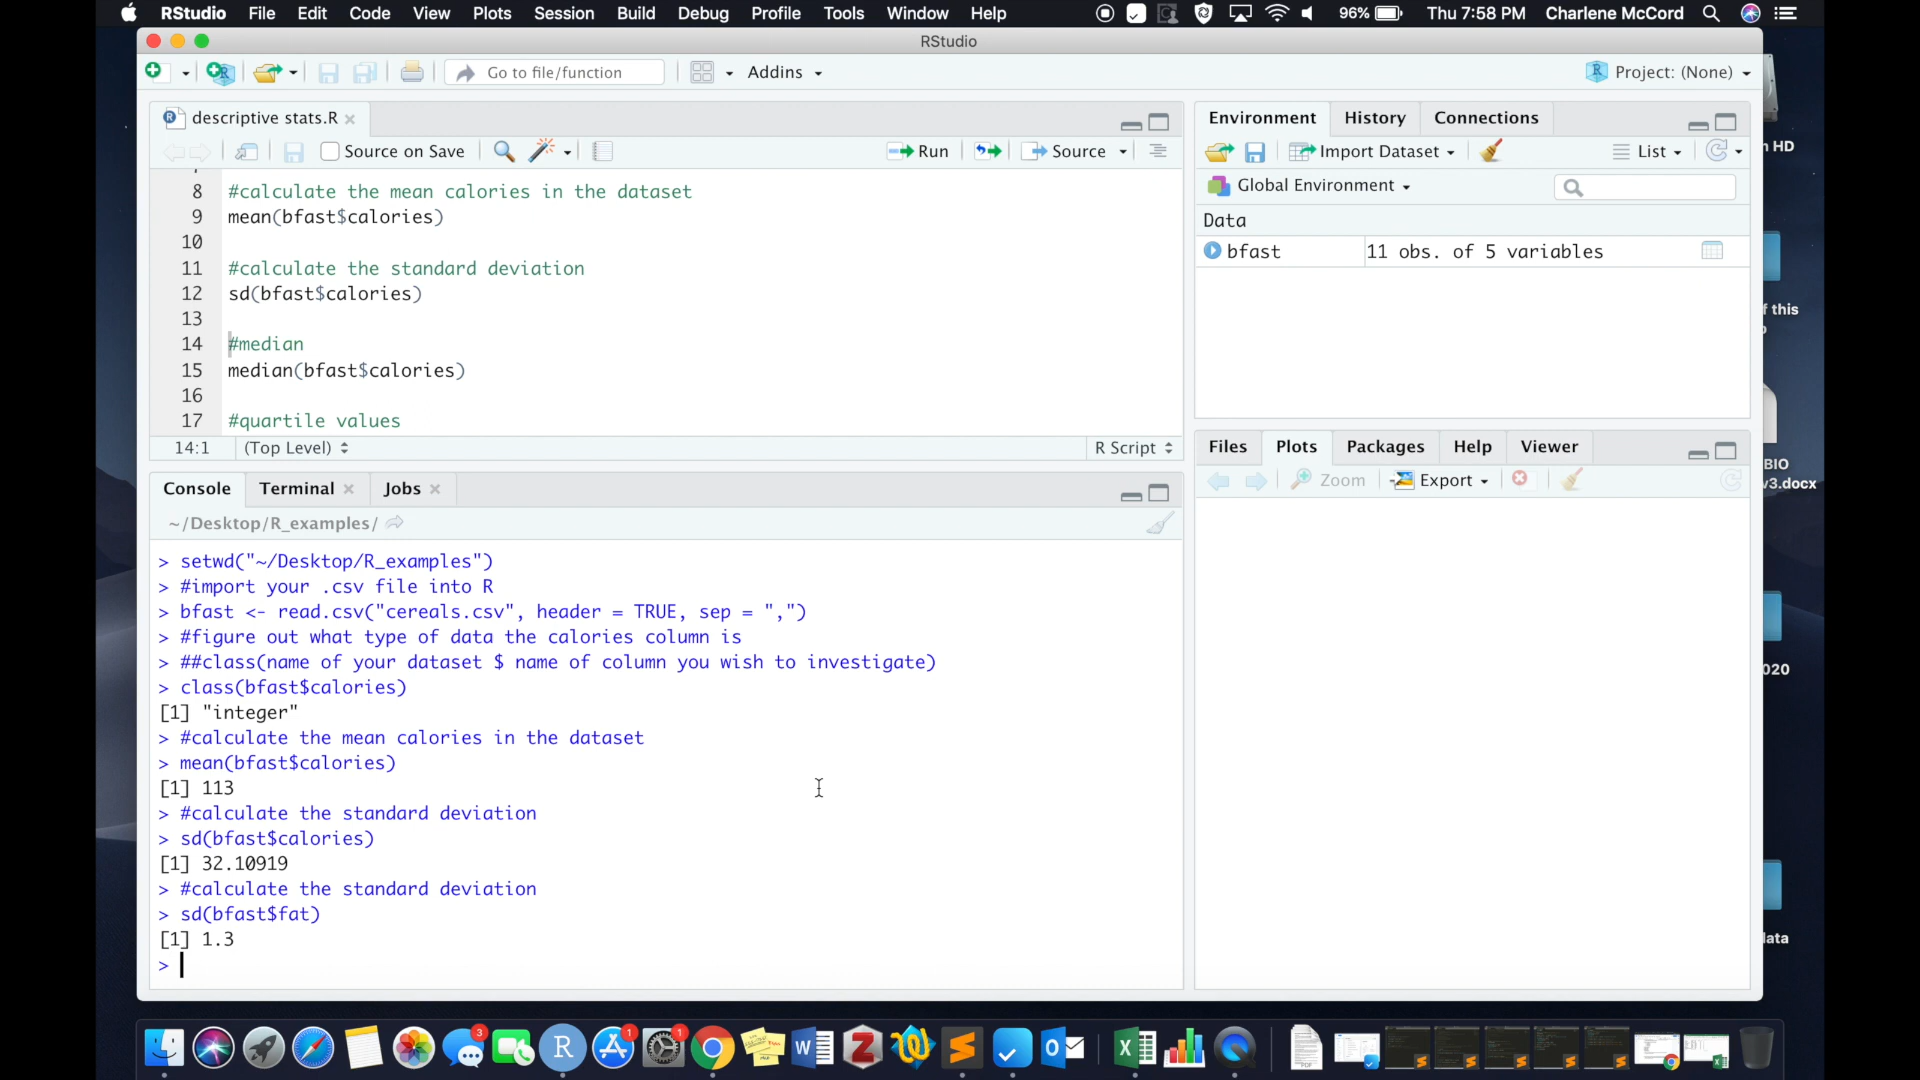 RStudio File Edit Code View Plots Session Build Debug Profile Tools Window Help 96% Thu 7:58 PM Charlene McCord
RStudio
Go to file/function Addins Project: (None)
descriptive stats.R
Source on Save Run Source
8 #calculate the mean calories in the dataset
9 mean(bfast$calories)
10
11 #calculate the standard deviation
12 sd(bfast$calories)
13
14 #median
15 median(bfast$calories)
16
17 #quartile values
14:1 (Top Level) R Script
Console Terminal Jobs
~/Desktop/R_examples/
> setwd("~/Desktop/R_examples")
> #import your .csv file into R
> bfast <- read.csv("cereals.csv", header = TRUE, sep = ",")
> #figure out what type of data the calories column is
> ##class(name of your dataset $ name of column you wish to investigate)
> class(bfast$calories)
[1] "integer"
> #calculate the mean calories in the dataset
> mean(bfast$calories)
[1] 113
> #calculate the standard deviation
> sd(bfast$calories)
[1] 32.10919
> #calculate the standard deviation
> sd(bfast$fat)
[1] 1.3
>
Environment History Connections
Import Dataset List
Global Environment
Data
bfast 11 obs. of 5 variables
Files Plots Packages Help Viewer
Zoom Export
HD
f this
BIO
v3.docx
020
data
3
R
1
1
W
Z
S
O
X
PDF